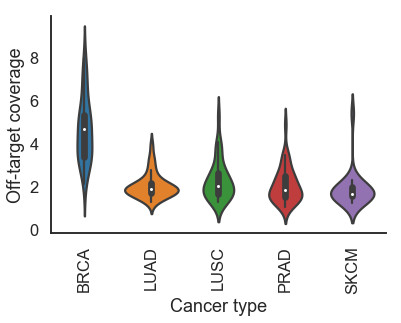 Off-target coverage
8
6
4
2
0
BRCA
LUAD
LUSC
PRAD
SKCM
Cancer type